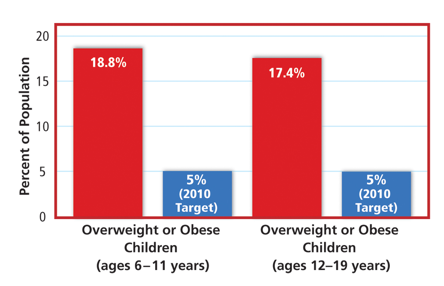 Percent of Population
20
15
10
5
0
18.8%
5%
(2010
Target)
17.4%
5%
(2010
Target)
Overweight or Obese
Children
(ages 6–11 years)
Overweight or Obese
Children
(ages 12–19 years)